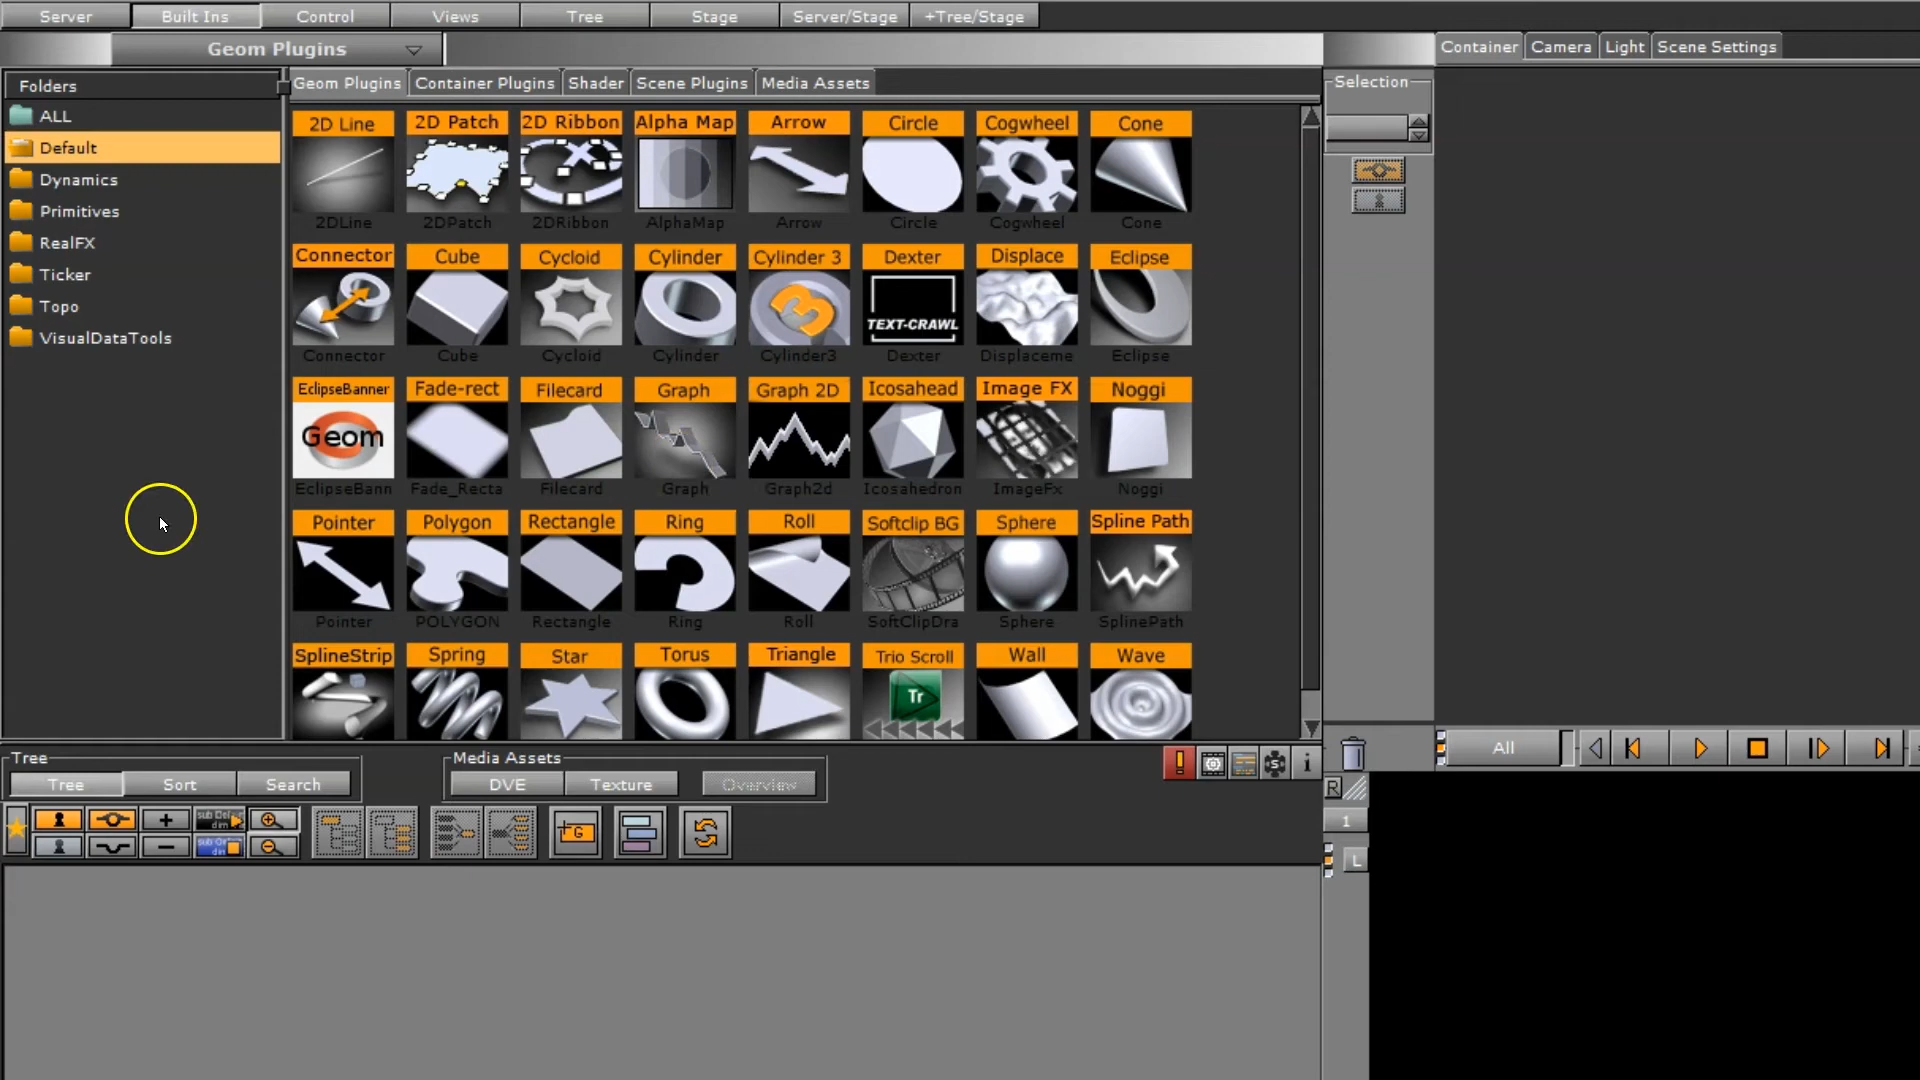 Server Built Ins Control Views Tree Stage Server/Stage +Tree/Stage
Geom Plugins
Container Camera Light Scene Settings
Folders
ALL
Default
Dynamics
Primitives
RealFX
Ticker
Topo
VisualDataTools
Geom Plugins Container Plugins Shader Scene Plugins Media Assets
Selection
2D Line 2D Patch 2D Ribbon Alpha Map Arrow Circle Cogwheel Cone
2DLine 2DPatch 2DRibbon AlphaMap Arrow Circle Cogwheel Cone
Connector Cube Cycloid Cylinder Cylinder 3 Dexter Displace Eclipse
3
TEXT-CRAWL
Connector Cube Cycloid Cylinder Cylinder3 Dexter Displaceme Eclipse
EclipseBanner Fade-rect Filecard Graph Graph 2D Icosahead Image FX Noggi
Geom
EclipseBann Fade_Recta Filecard Graph Graph2d Icosahedron ImageFx Noggi
Pointer Polygon Rectangle Ring Roll Softclip BG Sphere Spline Path
Pointer POLYGON Rectangle Ring Roll SoftClipDra Sphere SplinePath
SplineStrip Spring Star Torus Triangle Trio Scroll Wall Wave
Tr
Tree
Tree Sort Search
Media Assets
DVE Texture Overview
! S i
All
R
1
L
+G